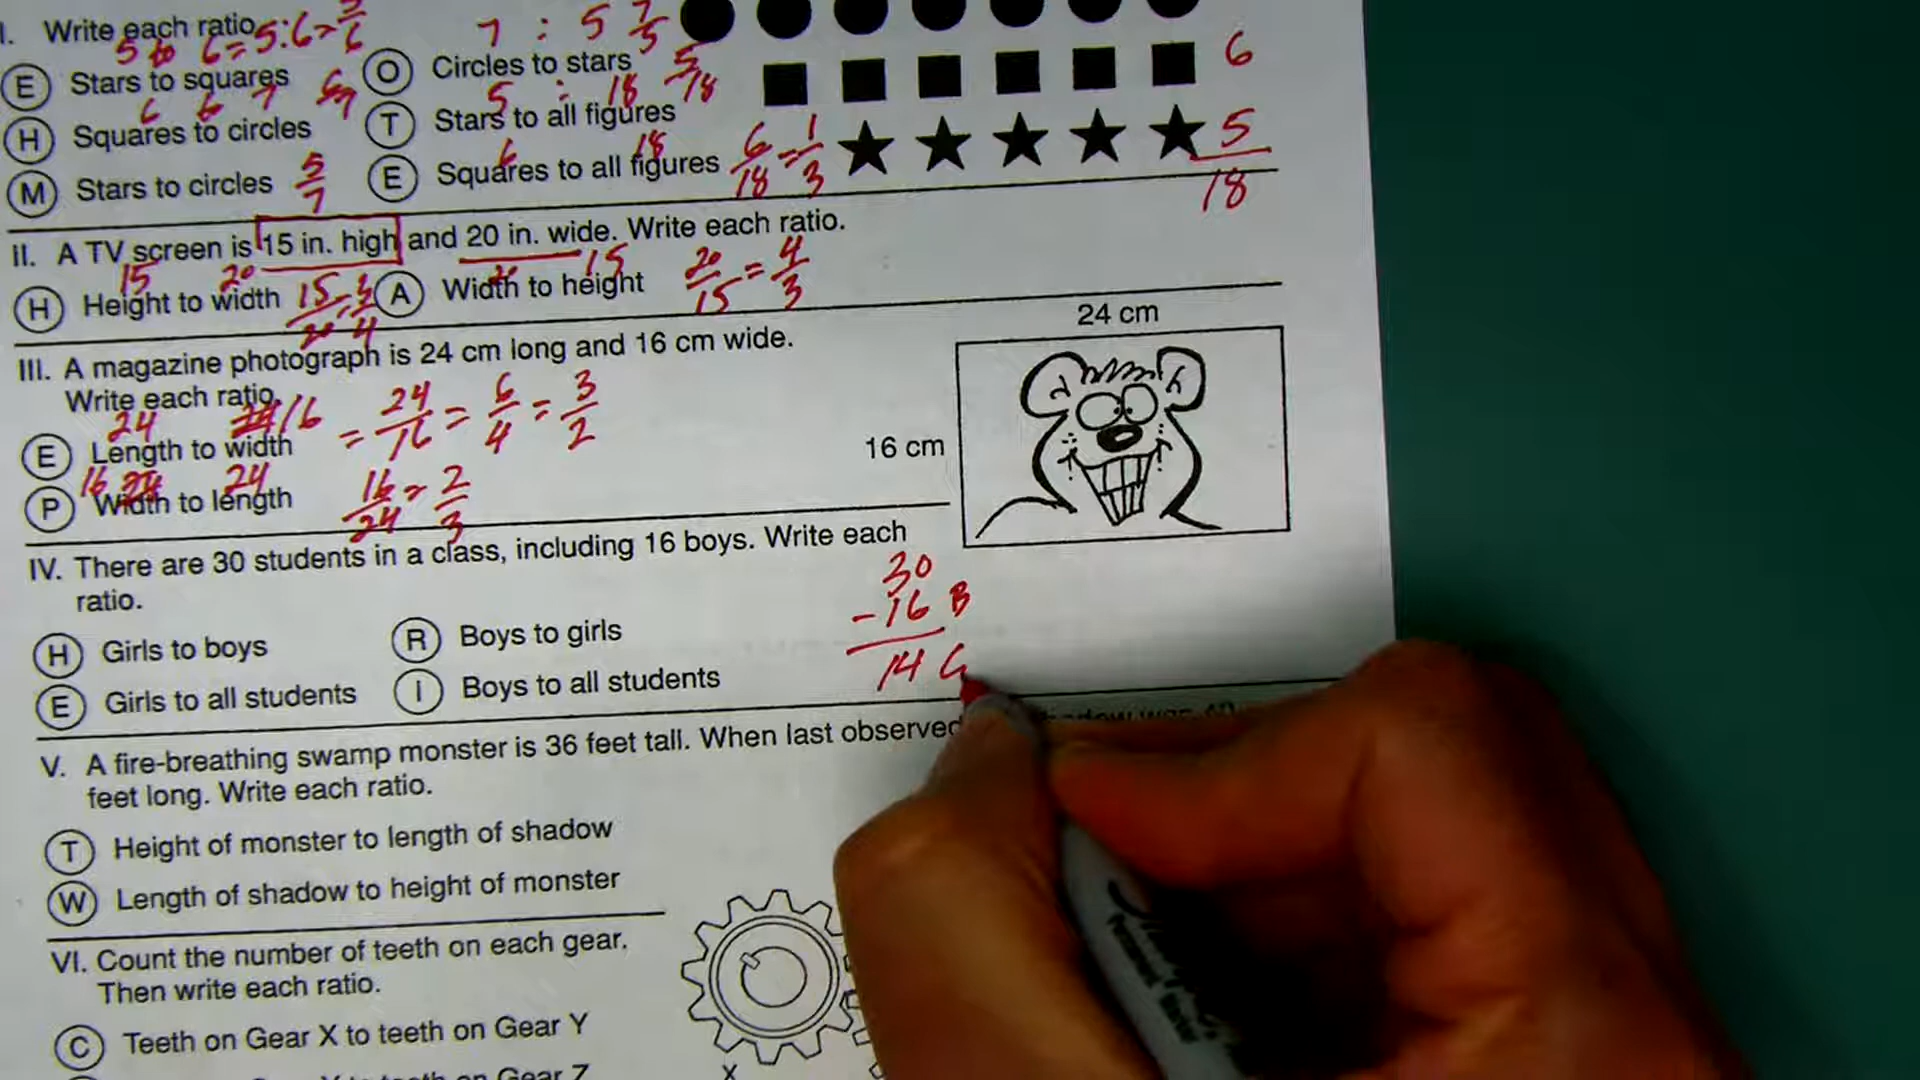 I. Write each ratio
5 to 6 = 5:6 = 5/6
7 : 5 7/5
E Stars to squares
O Circles to stars
6
6 6 7 6/7
5 : 18 5/18
H Squares to circles
T Stars to all figures
5
M Stars to circles 5/7
6 18
E Squares to all figures 6/18 = 1/3
18
II. A TV screen is 15 in. high and 20 in. wide. Write each ratio.
15 20
20 15
H Height to width 15/20 = 3/4
A Width to height 20/15 = 4/3
III. A magazine photograph is 24 cm long and 16 cm wide.
Write each ratio.
24 cm
24 24/16
E Length to width = 24/16 = 6/4 = 3/2
16 cm
16 24 24
P Width to length 16/24 = 2/3
IV. There are 30 students in a class, including 16 boys. Write each
ratio.
30
-16 B
14 G
H Girls to boys
R Boys to girls
E Girls to all students
I Boys to all students
V. A fire-breathing swamp monster is 36 feet tall. When last observed shadow was 40
feet long. Write each ratio.
T Height of monster to length of shadow
W Length of shadow to height of monster
VI. Count the number of teeth on each gear.
Then write each ratio.
C Teeth on Gear X to teeth on Gear Y
X
Gear Z
Permanent Marker